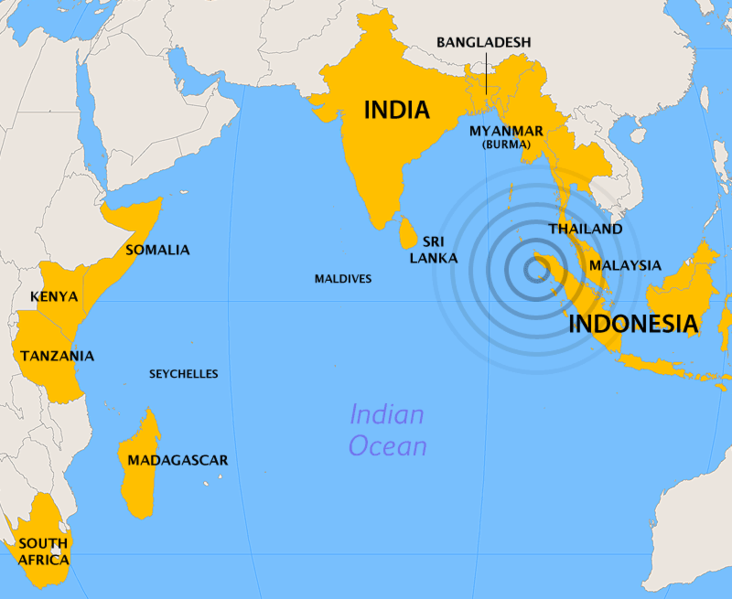 BANGLADESH
INDIA
MYANMAR
(BURMA)
THAILAND
SRI
LANKA
SOMALIA
MALAYSIA
MALDIVES
KENYA
INDONESIA
TANZANIA
SEYCHELLES
Indian
Ocean
MADAGASCAR
SOUTH
AFRICA